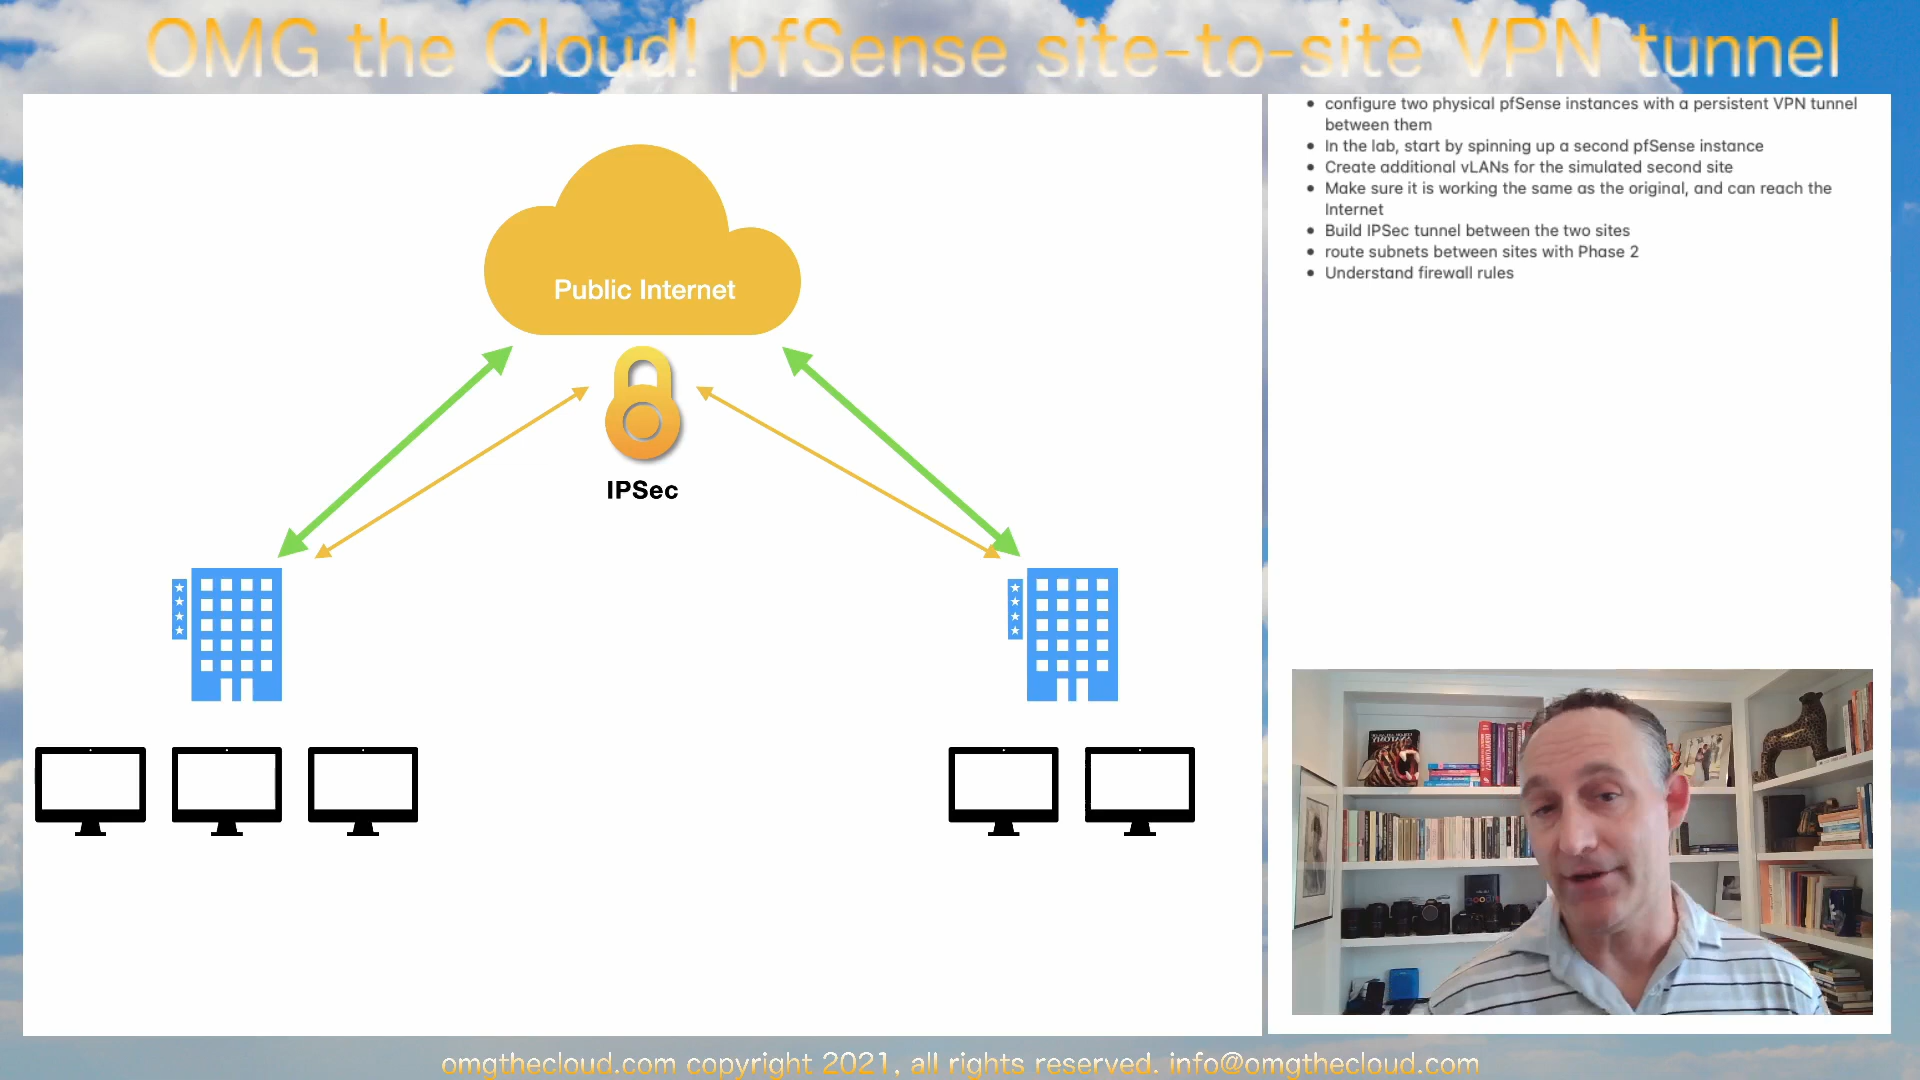 OMG the Cloud! pfSense site-to-site VPN tunnel
Public Internet
IPSec
configure two physical pfSense instances with a persistent VPN tunnel
between them
In the lab, start by spinning up a second pfSense instance
Create additional vLANs for the simulated second site
Make sure it is working the same as the original, and can reach the
Internet
Build IPSec tunnel between the two sites
route subnets between sites with Phase 2
Understand firewall rules
omgthecloud.com copyright 2021, all rights reserved. info@omgthecloud.com